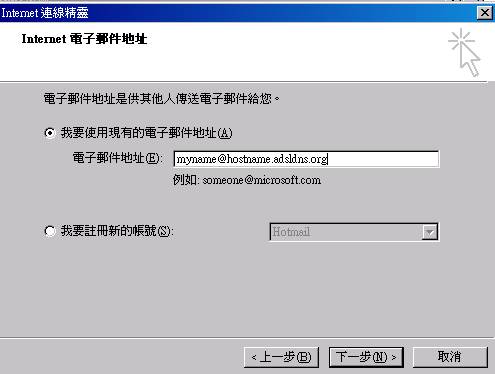 Internet 連線精靈
Internet 電子郵件地址
電子郵件地址是供其他人傳送電子郵件給您。
我要使用現有的電子郵件地址(A)
電子郵件地址(E): myname@hostname.adsldns.org
例如: someone@microsoft.com
我要註冊新的帳號(S): Hotmail
< 上一步(B) 下一步(N) > 取消